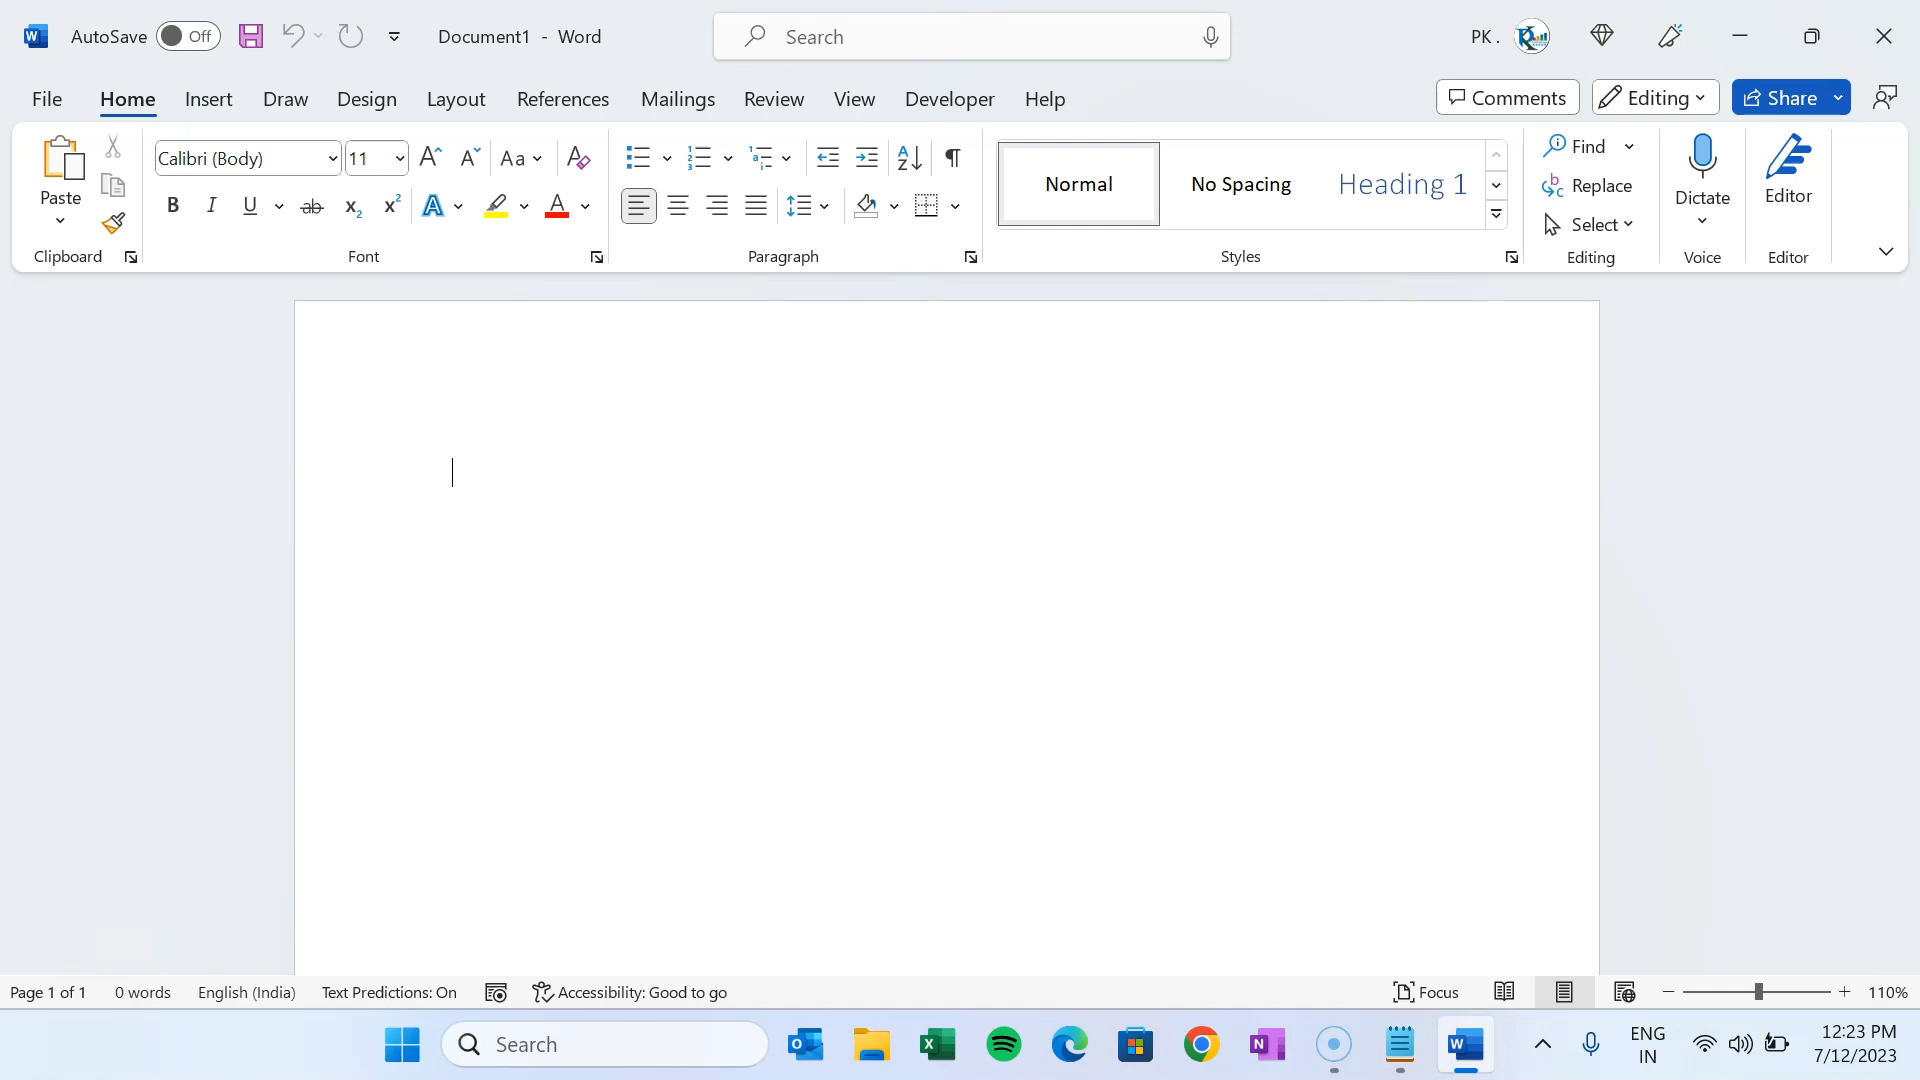 AutoSave Off Document1 - Word Search PK .
File Home Insert Draw Design Layout References Mailings Review View Developer Help Comments Editing Share
Paste
Calibri (Body) 11 Aa
Normal No Spacing Heading 1
Find
Replace
Select
Dictate
Editor
Clipboard Font Paragraph Styles Editing Voice Editor
Page 1 of 1 0 words English (India) Text Predictions: On Accessibility: Good to go Focus 110%
Search
ENG
IN
12:23 PM
7/12/2023